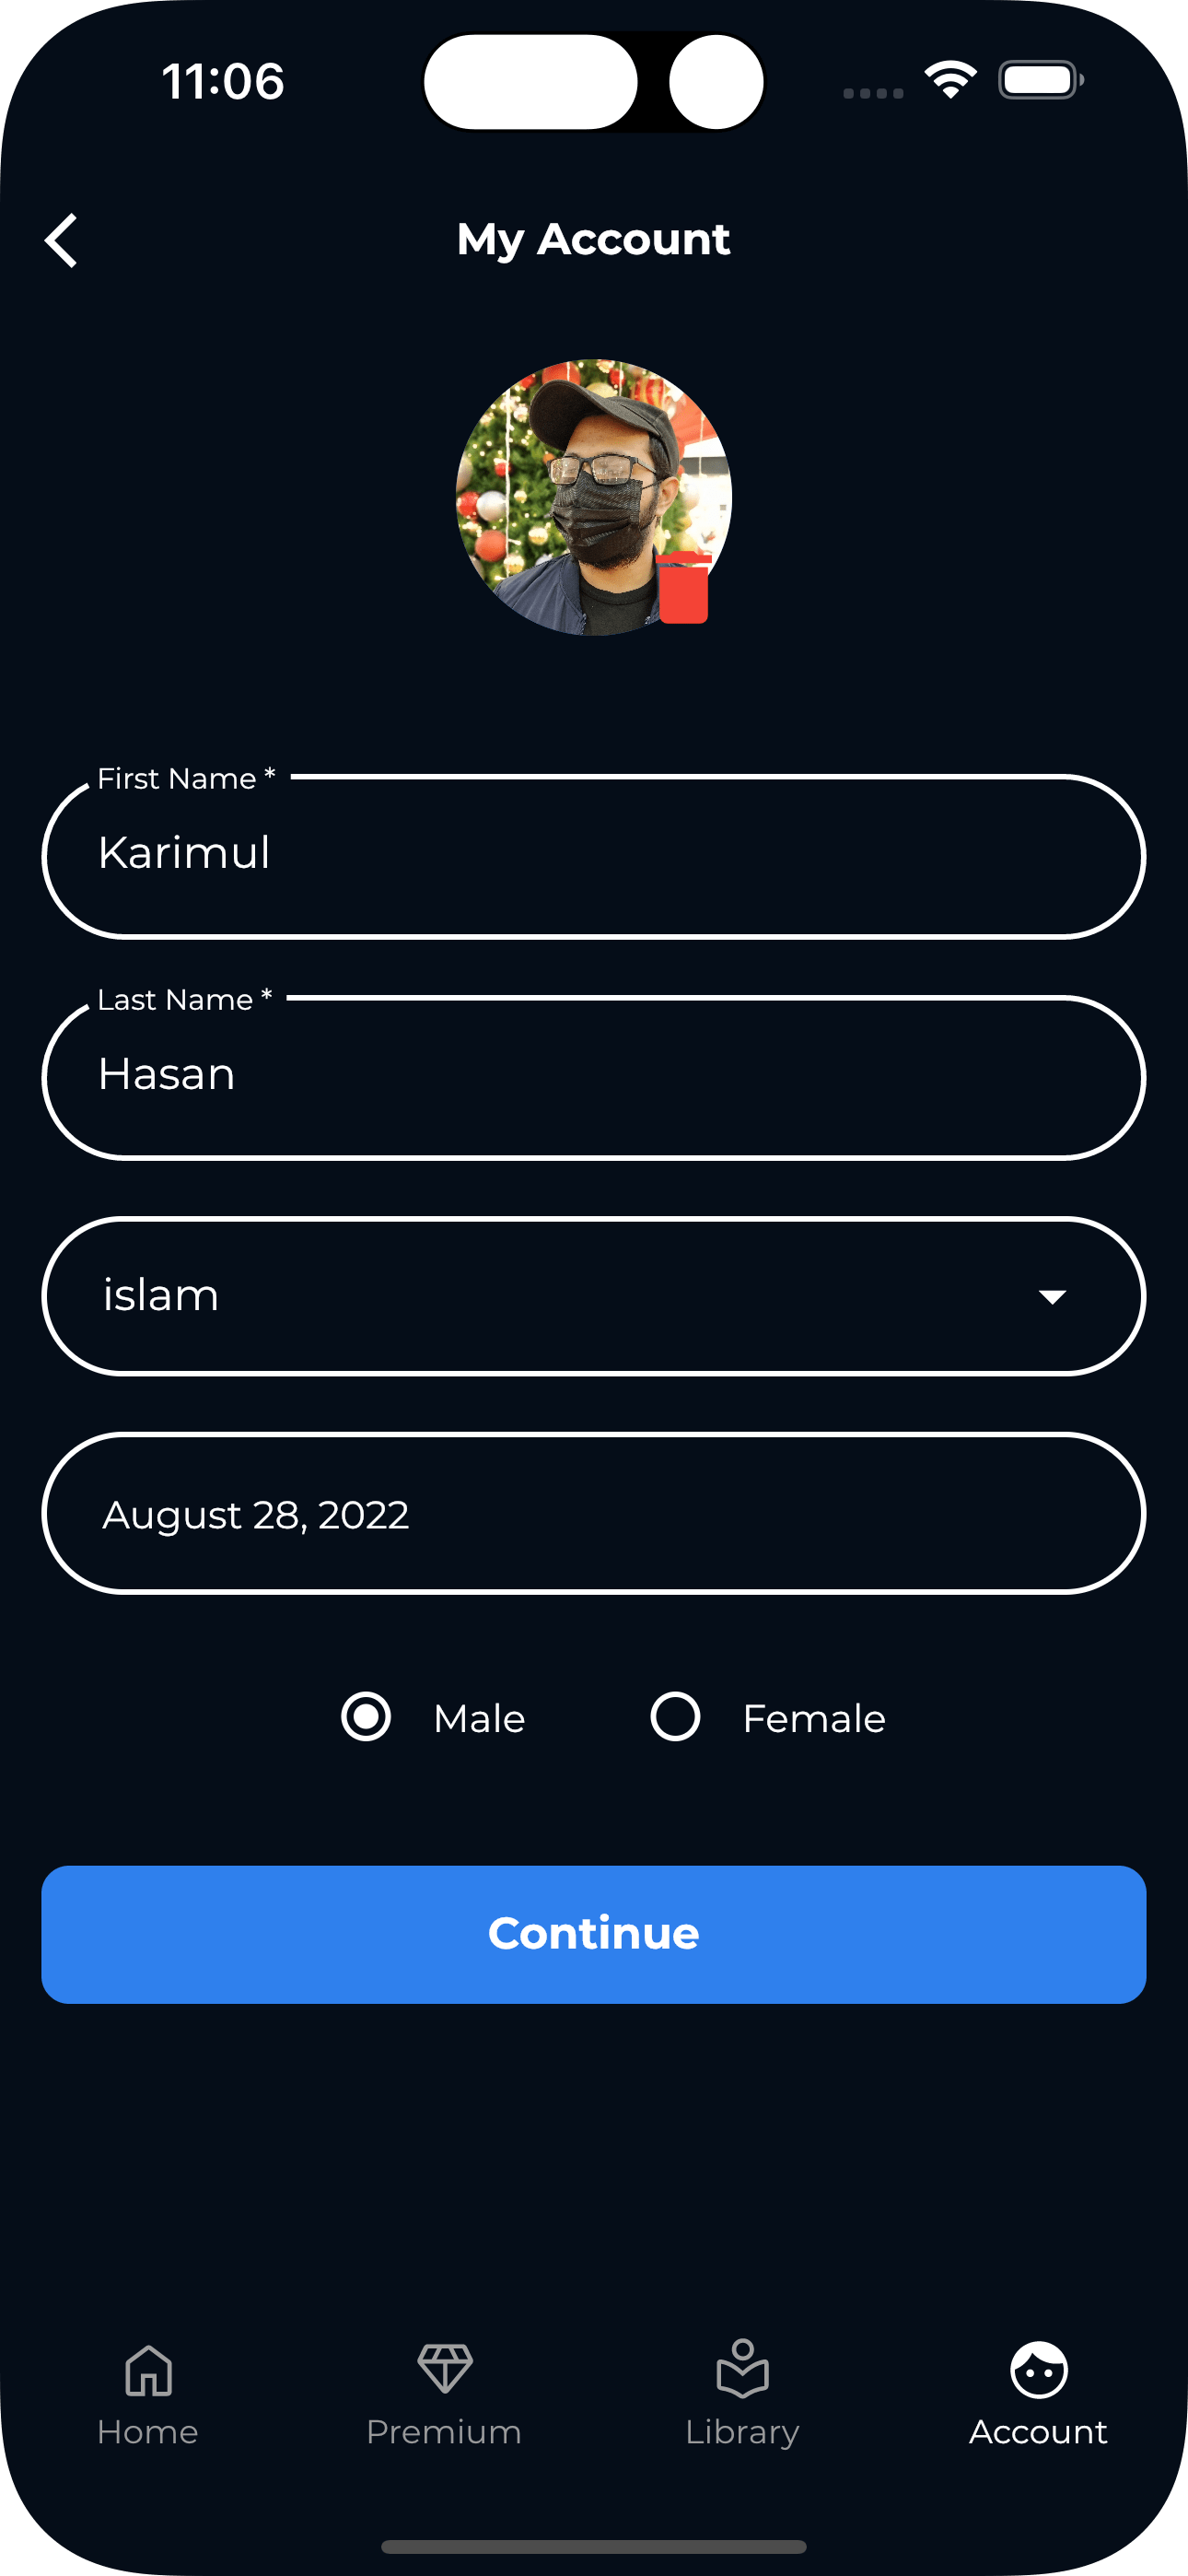 11:06
My Account
First Name *
Karimul
Last Name *
Hasan
islam
August 28, 2022
Male Female
Continue
Home Premium Library Account